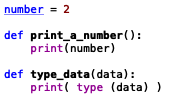 number = 2
def print_a_number():
    print(number)
def type_data(data):
    print( type (data) )